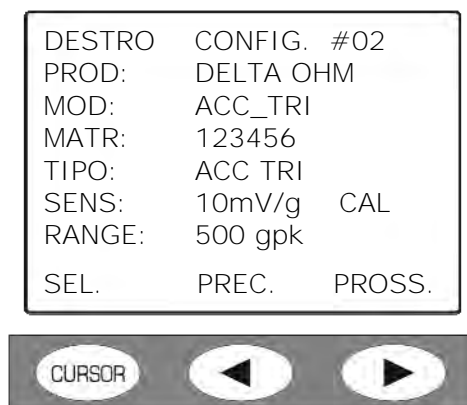 DESTRO CONFIG. #02
PROD: DELTA OHM
MOD: ACC_TRI
MATR: 123456
TIPO: ACC TRI
SENS: 10mV/g CAL
RANGE: 500 gpk
SEL. PREC. PROSS.
CURSOR